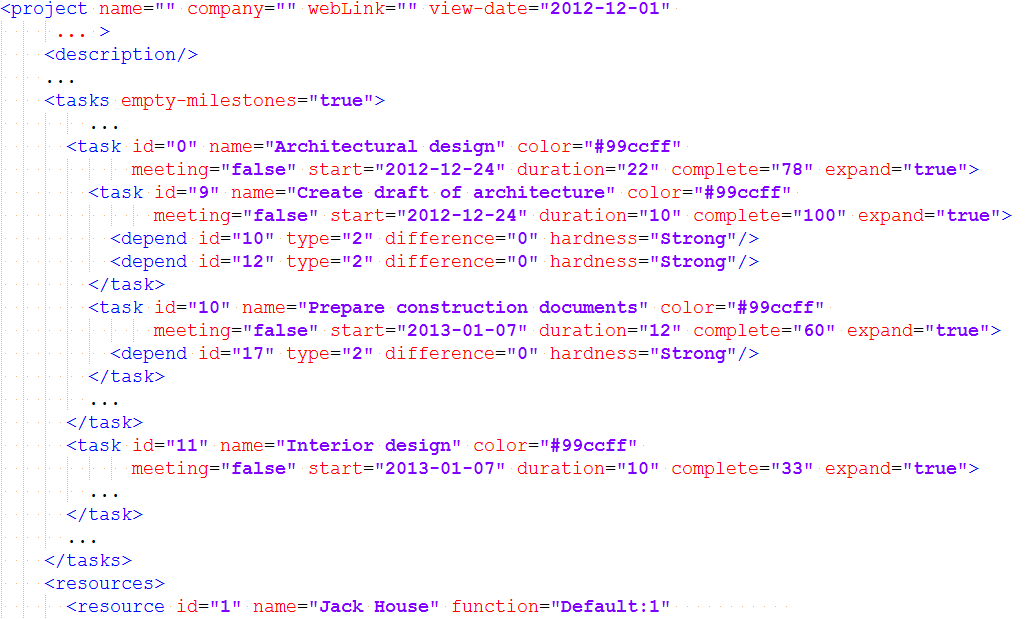 <project name="" company="" webLink="" view-date="2012-12-01"
... >
<description/>
...
<tasks empty-milestones="true">
...
<task id="0" name="Architectural design" color="#99ccff"
meeting="false" start="2012-12-24" duration="22" complete="78" expand="true">
<task id="9" name="Create draft of architecture" color="#99ccff"
meeting="false" start="2012-12-24" duration="10" complete="100" expand="true">
<depend id="10" type="2" difference="0" hardness="Strong"/>
<depend id="12" type="2" difference="0" hardness="Strong"/>
</task>
<task id="10" name="Prepare construction documents" color="#99ccff"
meeting="false" start="2013-01-07" duration="12" complete="60" expand="true">
<depend id="17" type="2" difference="0" hardness="Strong"/>
</task>
...
</task>
<task id="11" name="Interior design" color="#99ccff"
meeting="false" start="2013-01-07" duration="10" complete="33" expand="true">
...
</task>
...
</tasks>
<resources>
<resource id="1" name="Jack House" function="Default:1"